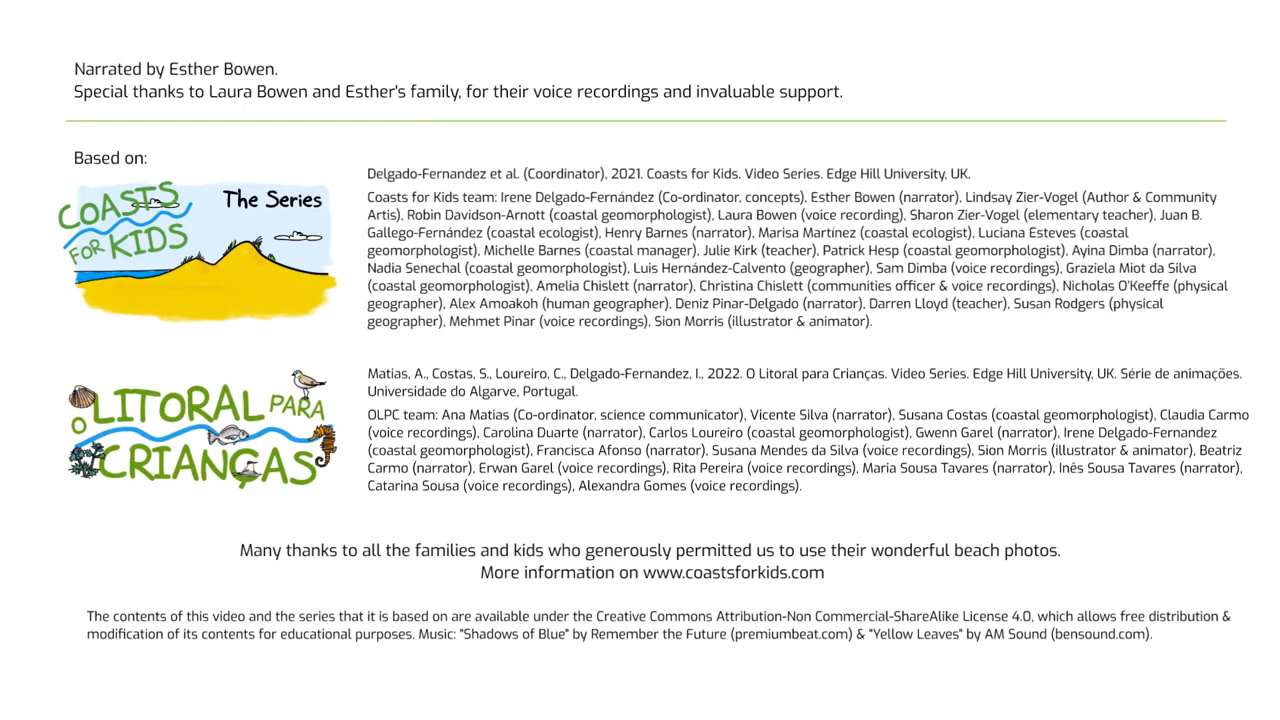 Narrated by Esther Bowen.
Special thanks to Laura Bowen and Esther's family, for their voice recordings and invaluable support.
Based on:
COASTS
FOR KIDS
The Series
Delgado-Fernandez et al. (Coordinator), 2021. Coasts for Kids. Video Series. Edge Hill University, UK.
Coasts for Kids team: Irene Delgado-Fernández (Co-ordinator, concepts), Esther Bowen (narrator), Lindsay Zier-Vogel (Author & Community
Artis), Robin Davidson-Arnott (coastal geomorphologist), Laura Bowen (voice recording), Sharon Zier-Vogel (elementary teacher), Juan B.
Gallego-Fernández (coastal ecologist), Henry Barnes (narrator), Marisa Martínez (coastal ecologist), Luciana Esteves (coastal
geomorphologist), Michelle Barnes (coastal manager), Julie Kirk (teacher), Patrick Hesp (coastal geomorphologist), Ayina Dimba (narrator),
Nadia Senechal (coastal geomorphologist), Luis Hernández-Calvento (geographer), Sam Dimba (voice recordings), Graziela Miot da Silva
(coastal geomorphologist), Amelia Chislett (narrator), Christina Chislett (communities officer & voice recordings), Nicholas O'Keeffe (physical
geographer), Alex Amoakoh (human geographer), Deniz Pinar-Delgado (narrator), Darren Lloyd (teacher), Susan Rodgers (physical
geographer), Mehmet Pinar (voice recordings), Sion Morris (illustrator & animator).
O LITORAL PARA
CRIANÇAS
Matias, A., Costas, S., Loureiro, C., Delgado-Fernandez, I., 2022. O Litoral para Crianças. Video Series. Edge Hill University, UK. Série de animações.
Universidade do Algarve, Portugal.
OLPC team: Ana Matias (Co-ordinator, science communicator), Vicente Silva (narrator), Susana Costas (coastal geomorphologist), Claudia Carmo
(voice recordings), Carolina Duarte (narrator), Carlos Loureiro (coastal geomorphologist), Gwenn Garel (narrator), Irene Delgado-Fernandez
(coastal geomorphologist), Francisca Afonso (narrator), Susana Mendes da Silva (voice recordings), Sion Morris (illustrator & animator), Beatriz
Carmo (narrator), Erwan Garel (voice recordings), Rita Pereira (voice recordings), Maria Sousa Tavares (narrator), Inês Sousa Tavares (narrator),
Catarina Sousa (voice recordings), Alexandra Gomes (voice recordings).
Many thanks to all the families and kids who generously permitted us to use their wonderful beach photos.
More information on www.coastsforkids.com
The contents of this video and the series that it is based on are available under the Creative Commons Attribution-Non Commercial-ShareAlike License 4.0, which allows free distribution &
modification of its contents for educational purposes. Music: "Shadows of Blue" by Remember the Future (premiumbeat.com) & "Yellow Leaves" by AM Sound (bensound.com).